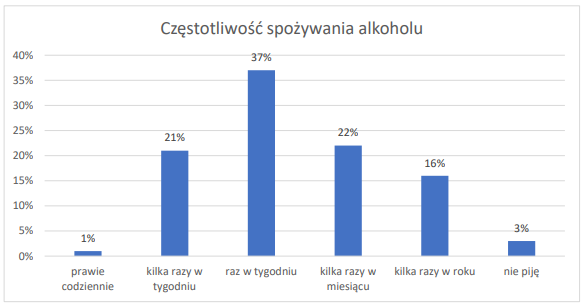 Częstotliwość spożywania alkoholu
40%
35%
30%
25%
20%
15%
10%
5%
0%
1%
21%
37%
22%
16%
3%
prawie
codziennie
kilka razy w
tygodniu
raz w tygodniu
kilka razy w
miesiącu
kilka razy w roku
nie piję